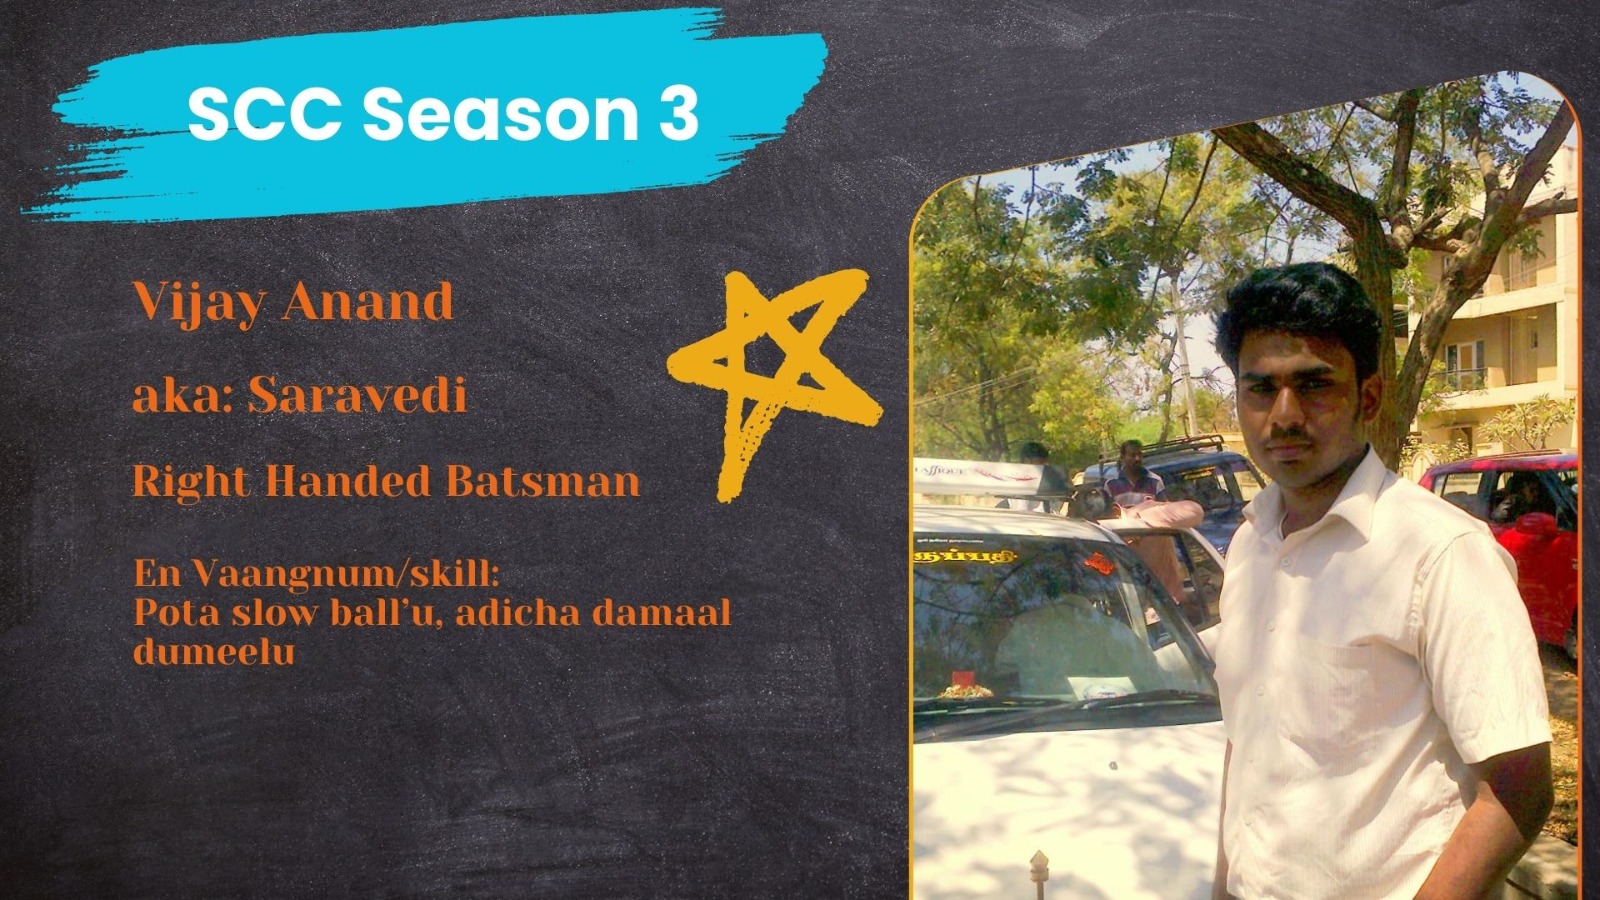 SCC Season 3
Vijay Anand
aka: Saravedi
Right Handed Batsman
En Vaangnum/skill:
Pota slow ball’u, adicha damaal
dumeelu